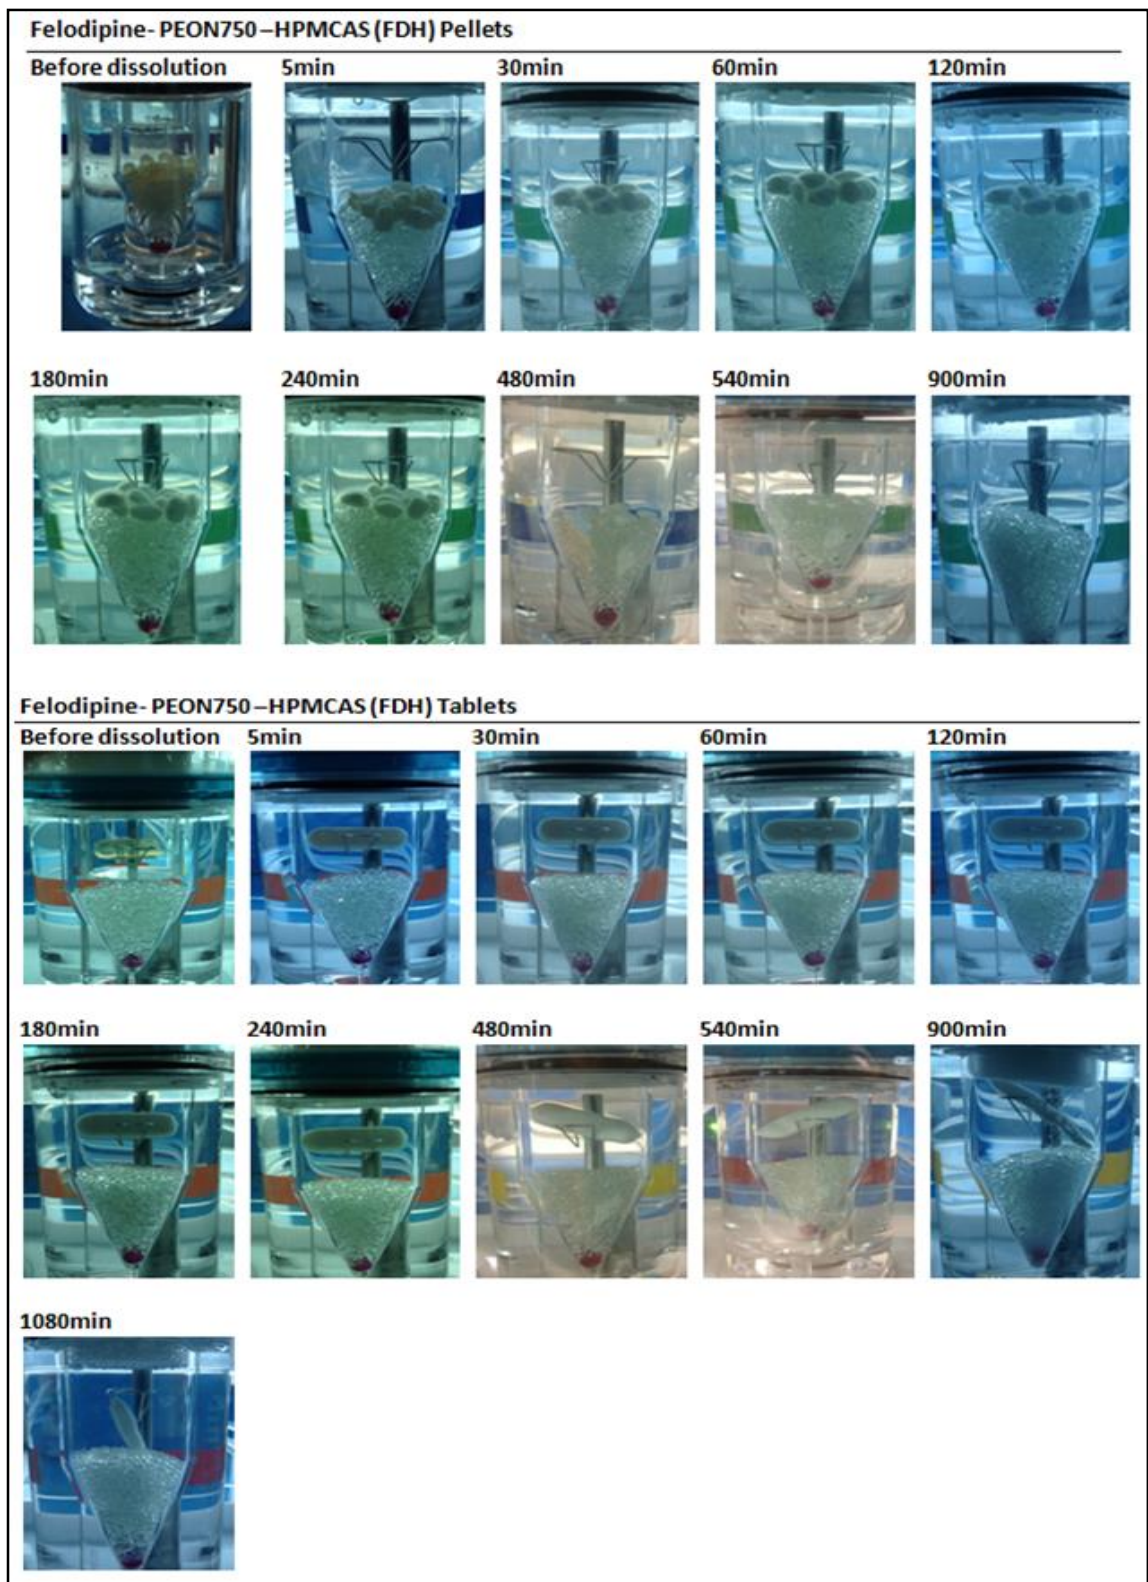 Felodipine- PEON750 –HPMCAS (FDH) Pellets
Before dissolution 5min 30min 60min 120min
180min 240min 480min 540min 900min
Felodipine- PEON750 –HPMCAS (FDH) Tablets
Before dissolution 5min 30min 60min 120min
180min 240min 480min 540min 900min
1080min